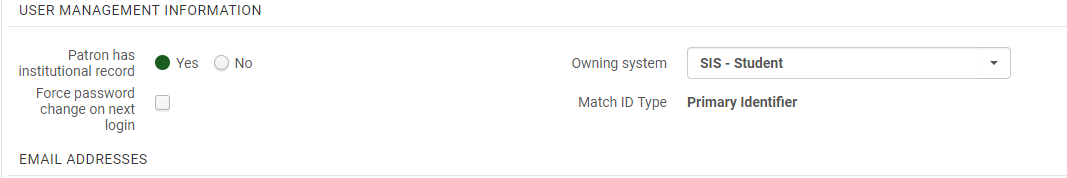 USER MANAGEMENT INFORMATION
Patron has
institutional record
Yes
No
Owning system
SIS - Student
Force password
change on next
login
Match ID Type
Primary Identifier
EMAIL ADDRESSES